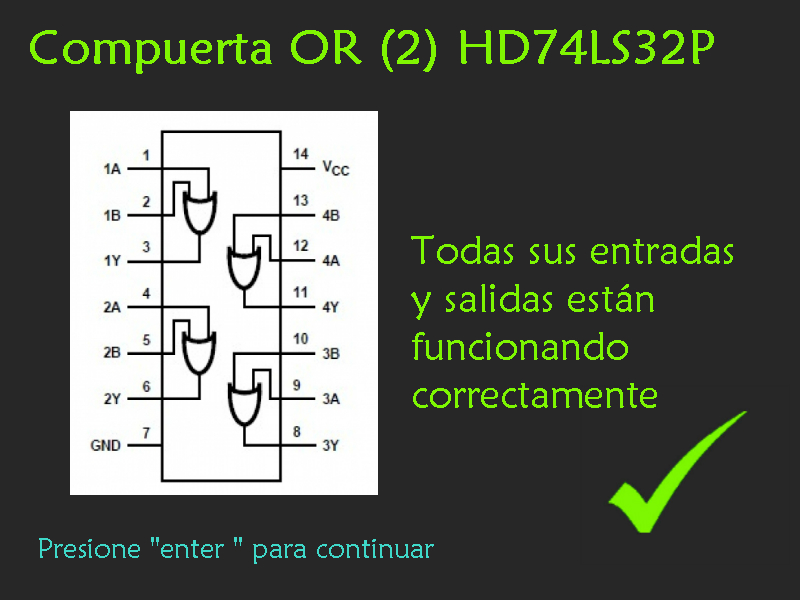 Compuerta OR (2) HD74LS32P
1A 1
1B 2
1Y 3
2A 4
2B 5
2Y 6
GND 7
14 VCC
13 4B
12 4A
11 4Y
10 3B
9 3A
8 3Y
Todas sus entradas
y salidas están
funcionando
correctamente
Presione "enter " para continuar